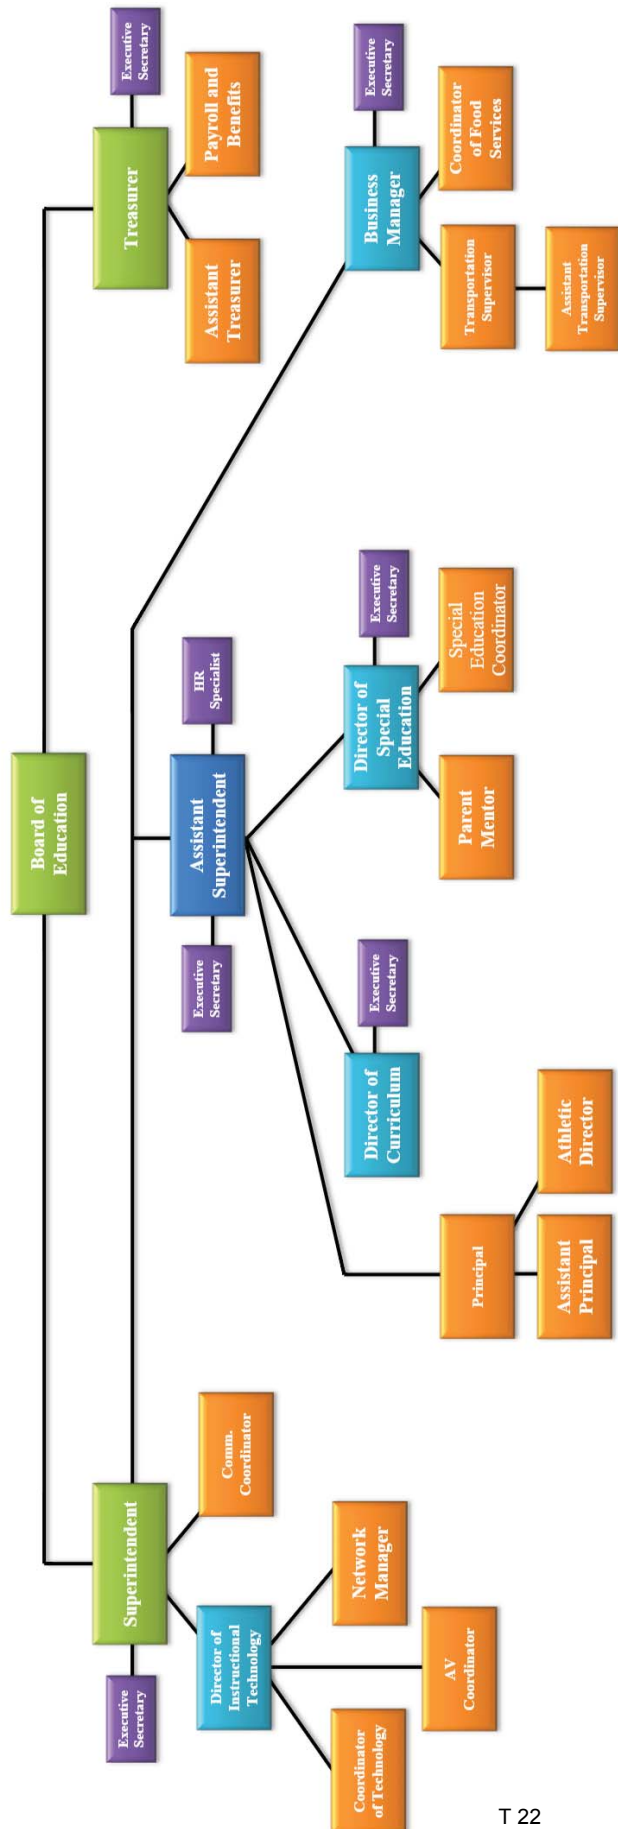 Board of
Education
Executive
Secretary
Superintendent
Treasurer
Executive
Secretary
Director of
Instructional
Technology
Comm.
Coordinator
Executive
Secretary
Assistant
Superintendent
HR
Specialist
Assistant
Treasurer
Payroll and
Benefits
Coordinator
of Technology
AV
Coordinator
Network
Manager
Director of
Curriculum
Executive
Secretary
Director of
Special
Education
Executive
Secretary
Business
Manager
Executive
Secretary
Principal
Parent
Mentor
Special
Education
Coordinator
Transportation
Supervisor
Coordinator
of Food
Services
Assistant
Principal
Athletic
Director
Assistant
Transportation
Supervisor
T 22